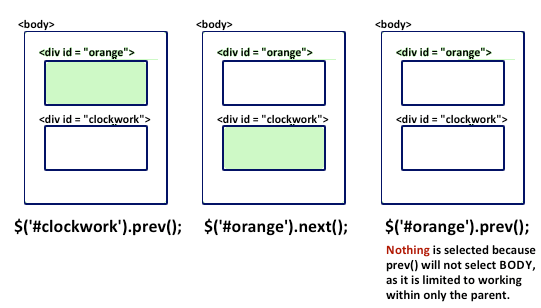 <body>
<div id = "orange">
<div id = "clockwork">
$('#clockwork').prev();
<body>
<div id = "orange">
<div id = "clockwork">
$('#orange').next();
<body>
<div id = "orange">
<div id = "clockwork">
$('#orange').prev();
Nothing is selected because
prev() will not select BODY,
as it is limited to working
within only the parent.